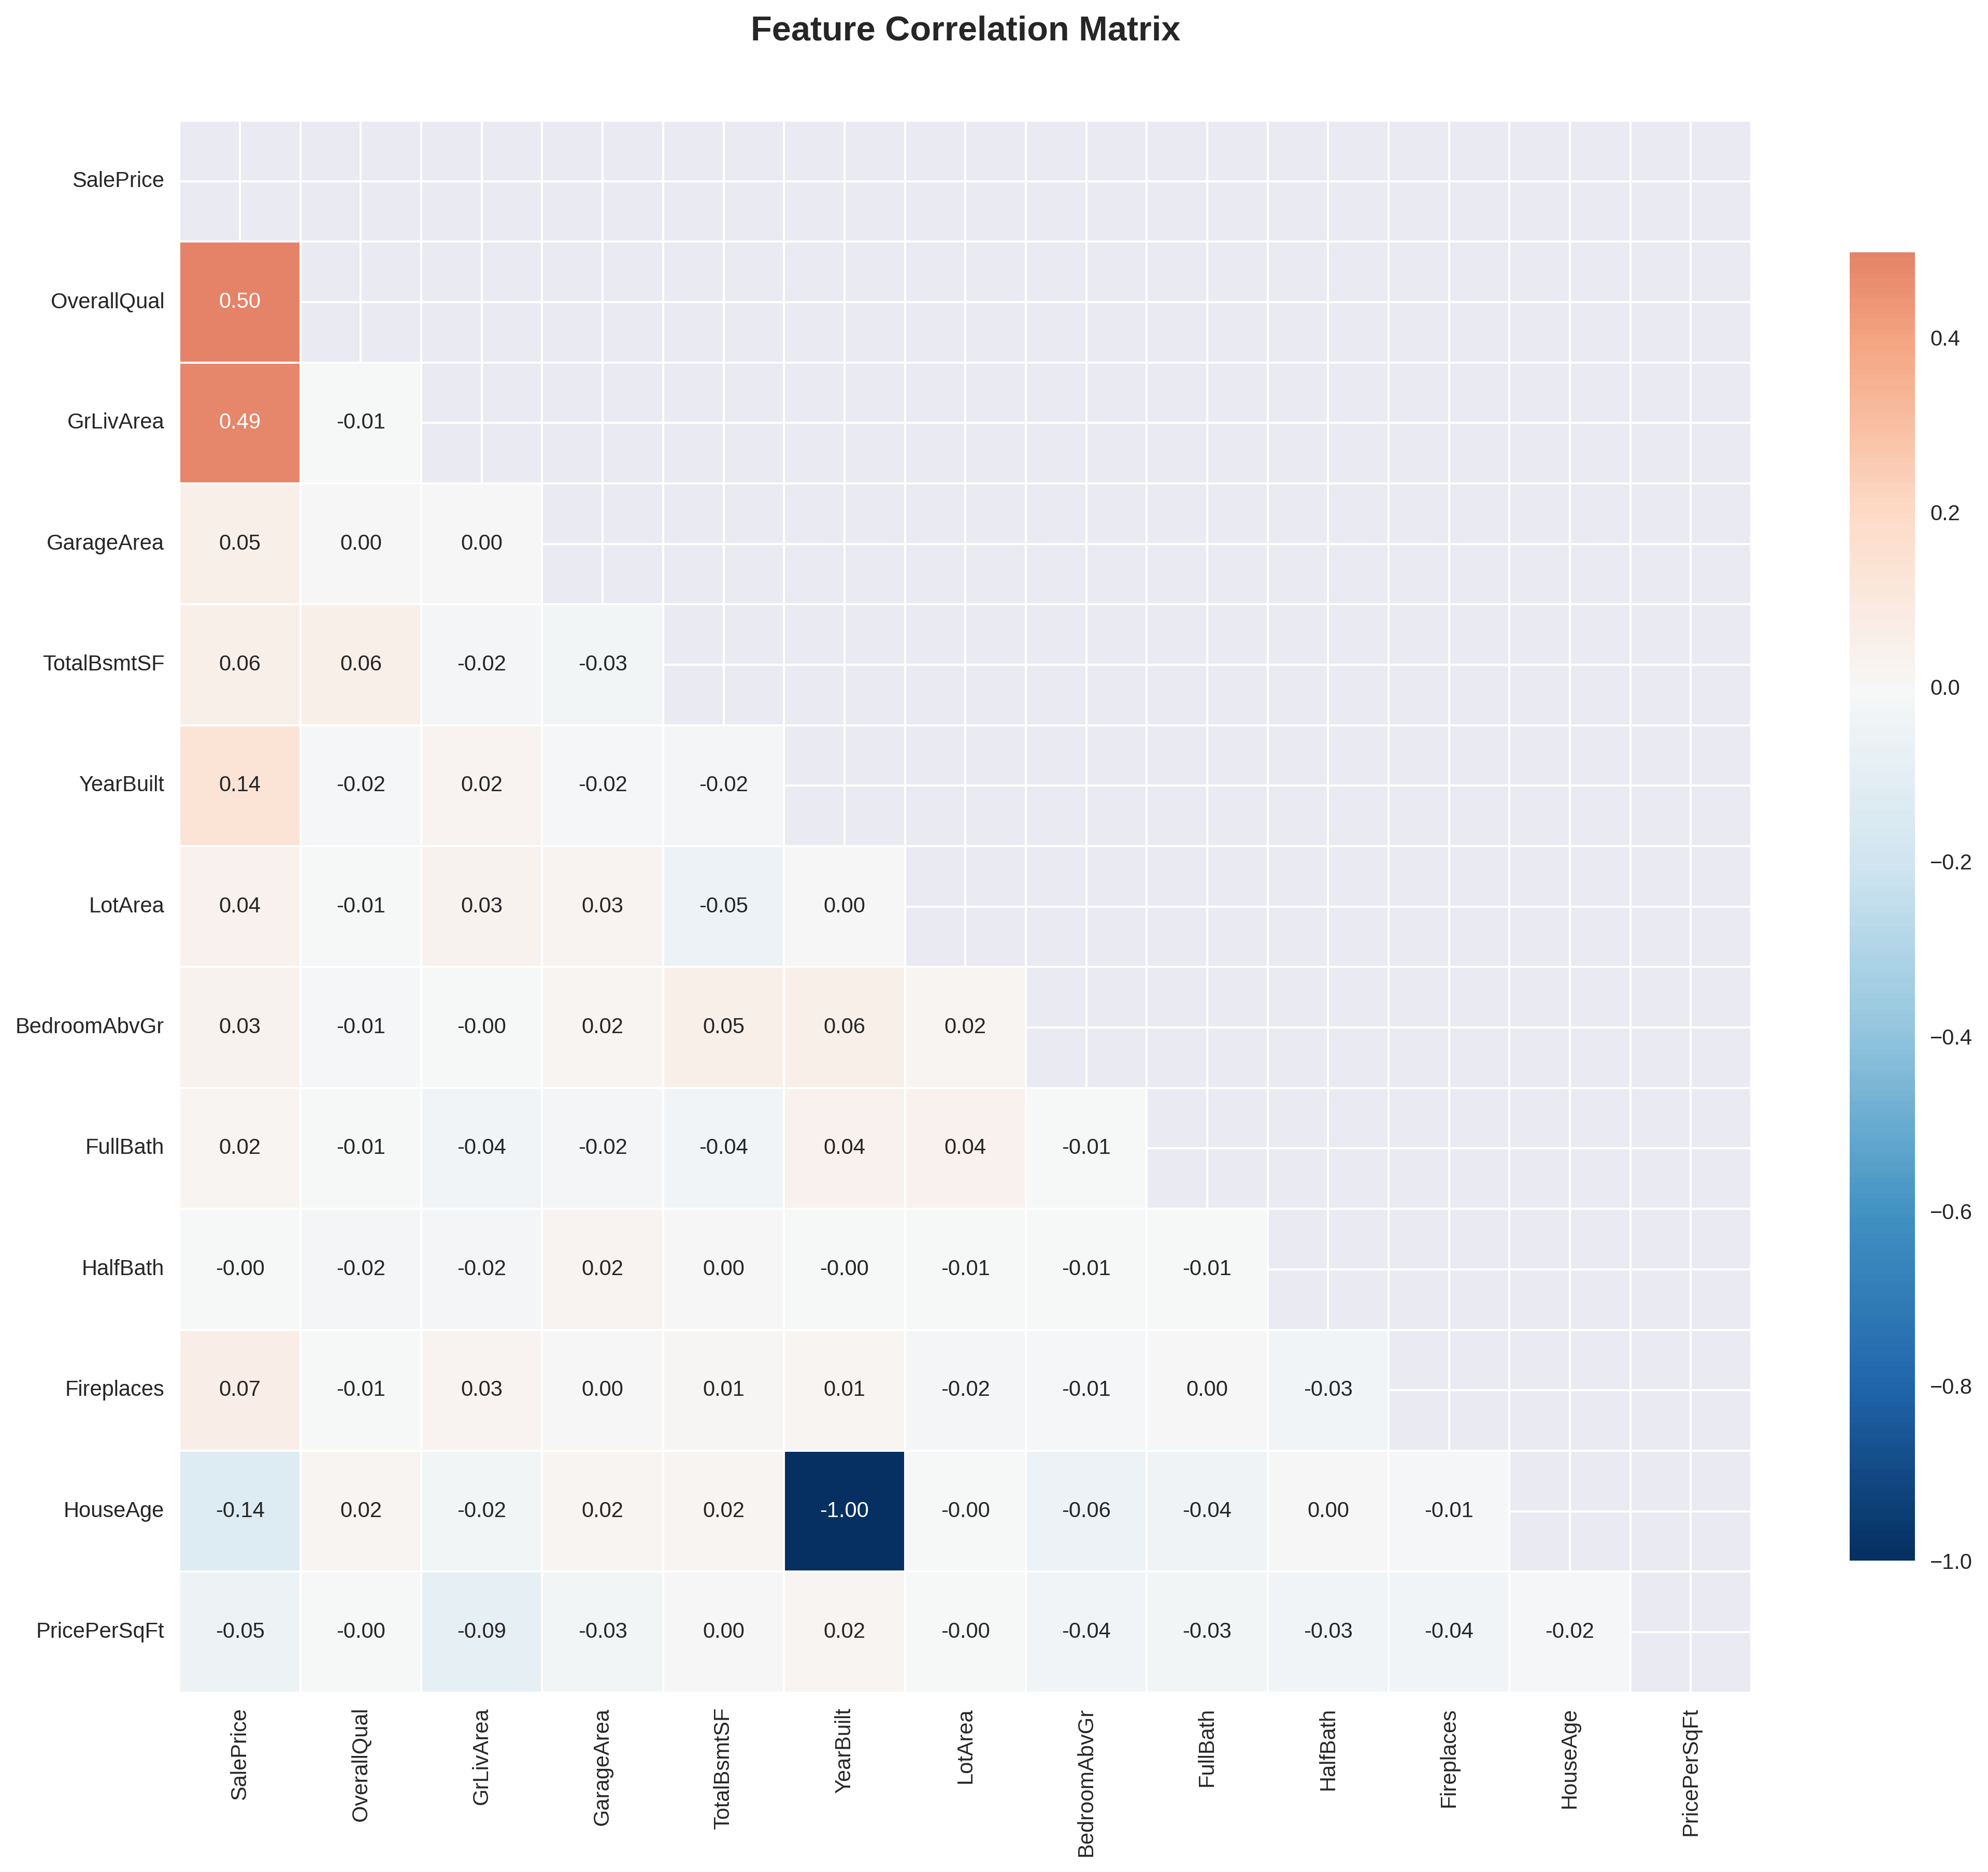 Feature Correlation Matrix
SalePrice
OverallQual 0.50
GrLivArea 0.49 -0.01
GarageArea 0.05 0.00 0.00
TotalBsmtSF 0.06 0.06 -0.02 -0.03
YearBuilt 0.14 -0.02 0.02 -0.02 -0.02
LotArea 0.04 -0.01 0.03 0.03 -0.05 0.00
BedroomAbvGr 0.03 -0.01 -0.00 0.02 0.05 0.06 0.02
FullBath 0.02 -0.01 -0.04 -0.02 -0.04 0.04 0.04 -0.01
HalfBath -0.00 -0.02 -0.02 0.02 0.00 -0.00 -0.01 -0.01 -0.01
Fireplaces 0.07 -0.01 0.03 0.00 0.01 0.01 -0.02 -0.01 0.00 -0.03
HouseAge -0.14 0.02 -0.02 0.02 0.02 -1.00 -0.00 -0.06 -0.04 0.00 -0.01
PricePerSqFt -0.05 -0.00 -0.09 -0.03 0.00 0.02 -0.00 -0.04 -0.03 -0.03 -0.04 -0.02
SalePrice OverallQual GrLivArea GarageArea TotalBsmtSF YearBuilt LotArea BedroomAbvGr FullBath HalfBath Fireplaces HouseAge PricePerSqFt
0.4
0.2
0.0
−0.2
−0.4
−0.6
−0.8
−1.0